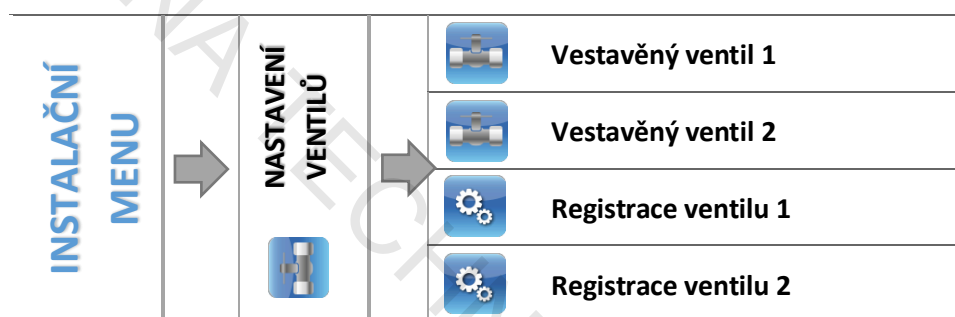 INSTALAČNÍ
MENU
NASTAVENÍ
VENTILŮ
Vestavěný ventil 1
Vestavěný ventil 2
Registrace ventilu 1
Registrace ventilu 2